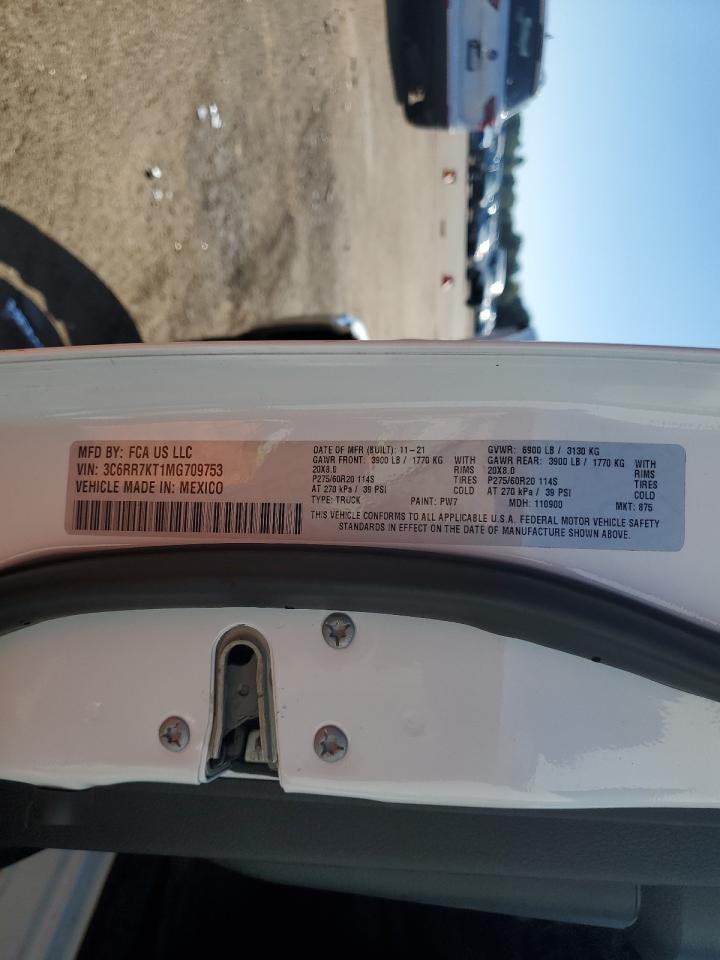 MFD BY: FCA US LLC
VIN: 3C6RR7KT1MG709753
VEHICLE MADE IN: MEXICO
DATE OF MFR (BUILT): 11-21
GAWR FRONT: 3900 LB / 1770 KG WITH
20X8.0 RIMS
P275/60R20 114S TIRES
AT 270 kPa / 39 PSI COLD
TYPE: TRUCK PAINT: PW7
GVWR: 6900 LB / 3130 KG
GAWR REAR: 3900 LB / 1770 KG WITH
20X8.0 RIMS
P275/60R20 114S TIRES
AT 270 kPa / 39 PSI COLD
MDH: 110900 MKT: 875
THIS VEHICLE CONFORMS TO ALL APPLICABLE U.S.A. FEDERAL MOTOR VEHICLE SAFETY
STANDARDS IN EFFECT ON THE DATE OF MANUFACTURE SHOWN ABOVE.